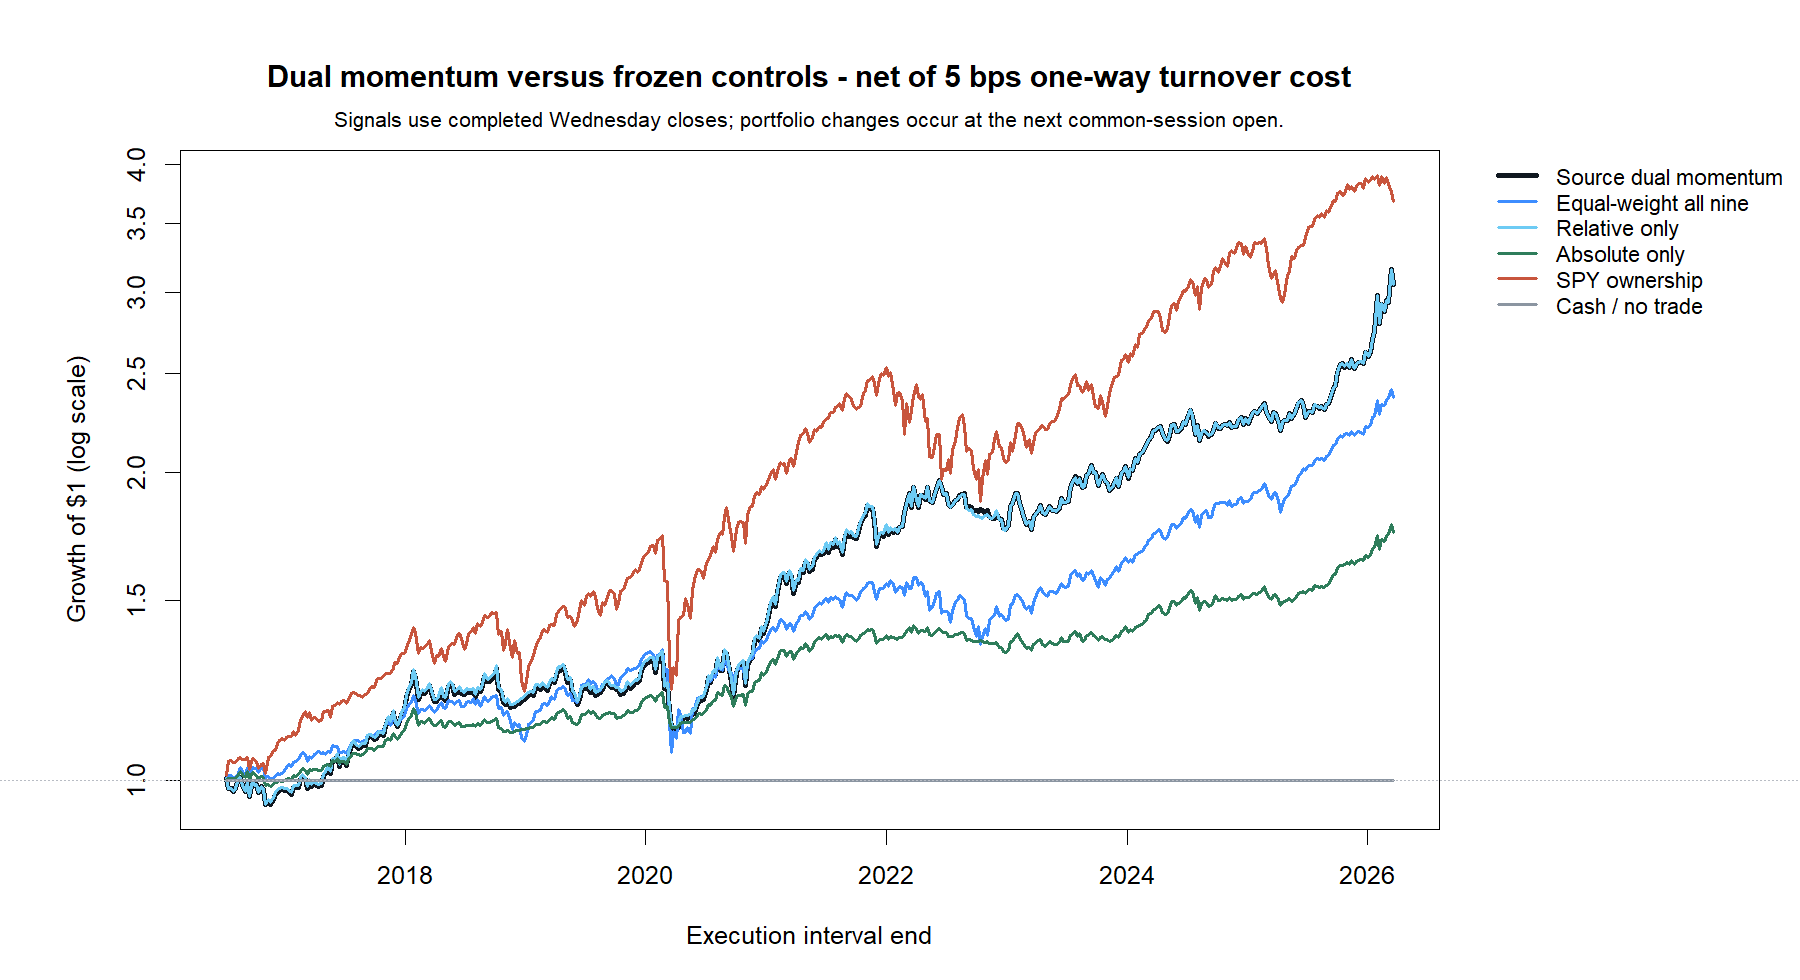 Dual momentum versus frozen controls - net of 5 bps one-way turnover cost
Signals use completed Wednesday closes; portfolio changes occur at the next common-session open.
Growth of $1 (log scale)
4.0
3.5
3.0
2.5
2.0
1.5
1.0
2018
2020
2022
2024
2026
Execution interval end
Source dual momentum
Equal-weight all nine
Relative only
Absolute only
SPY ownership
Cash / no trade